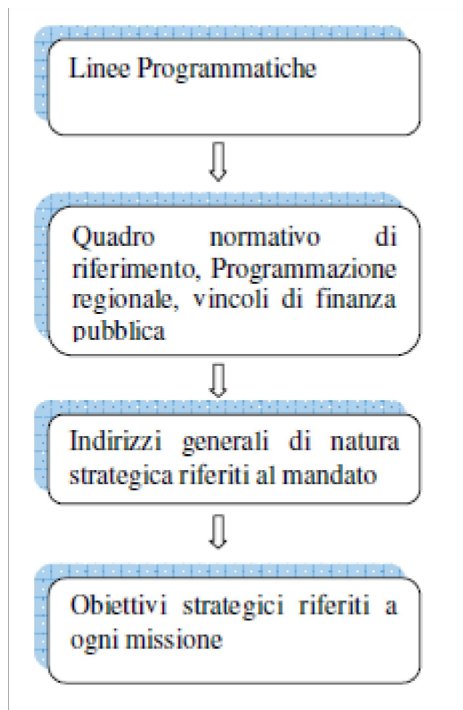 Linee Programmatiche
Quadro normativo di
riferimento, Programmazione
regionale, vincoli di finanza
pubblica
Indirizzi generali di natura
strategica riferiti al mandato
Obiettivi strategici riferiti a
ogni missione